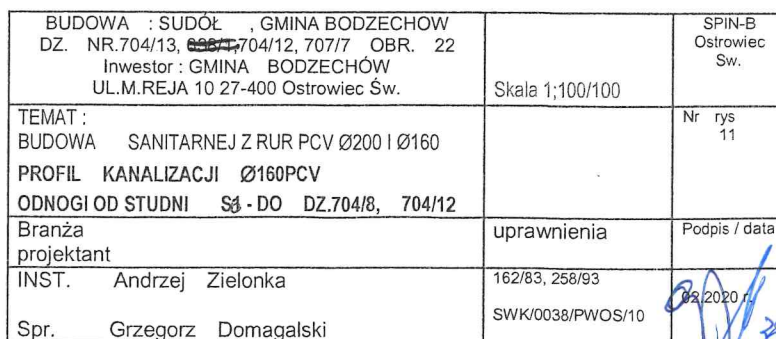 BUDOWA : SUDÓŁ , GMINA BODZECHOW
DZ. NR.704/13, 704/12, 707/7 OBR. 22
Inwestor : GMINA BODZECHÓW
UL.M.REJA 10 27-400 Ostrowiec Św.
Skala 1;100/100
SPIN-B
Ostrowiec
Św.
TEMAT :
BUDOWA SANITARNEJ Z RUR PCV Ø200 I Ø160
PROFIL KANALIZACJI Ø160PCV
ODNOGI OD STUDNI - DO DZ.704/8, 704/12
Nr rys
11
Branża
projektant
uprawnienia
Podpis / data
INST. Andrzej Zielonka
162/83, 258/93
02.2020 r.
Spr. Grzegorz Domagalski
SWK/0038/PWOS/10